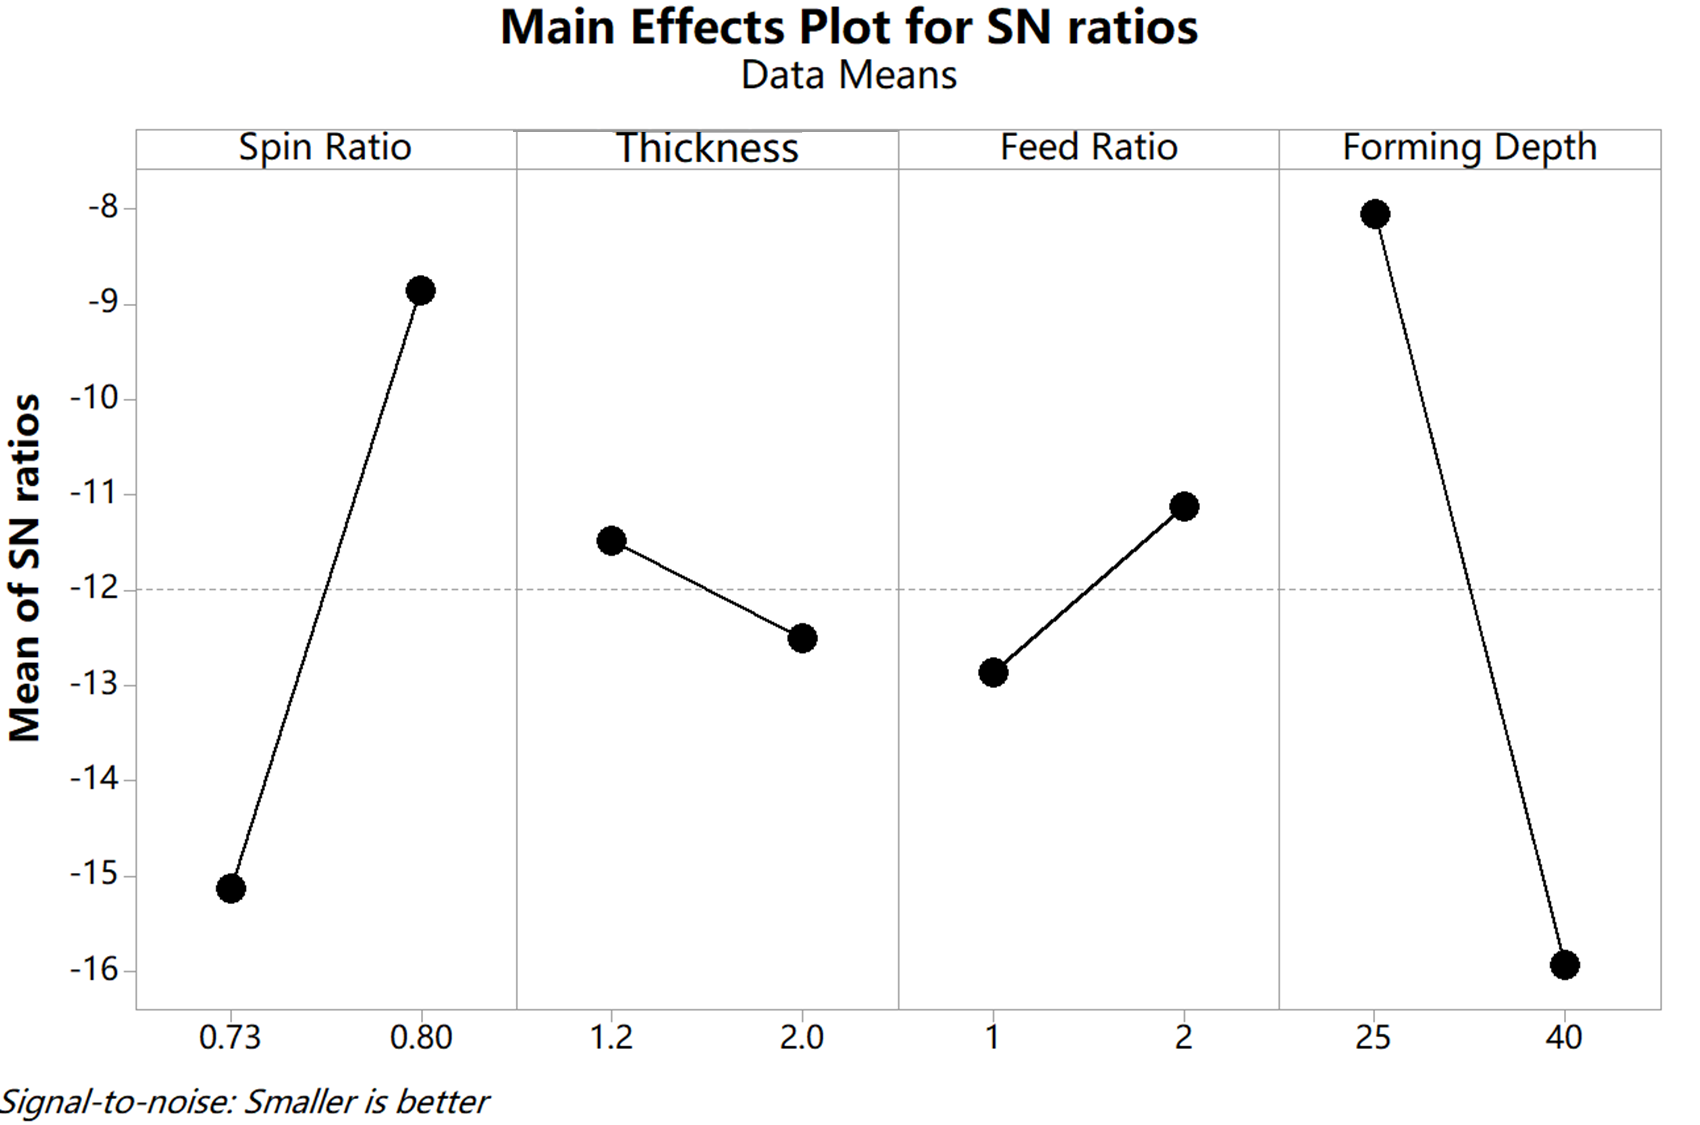 Main Effects Plot for SN ratios
Data Means
Spin Ratio Thickness Feed Ratio Forming Depth
Mean of SN ratios
-8
-9
-10
-11
-12
-13
-14
-15
-16
0.73 0.80 1.2 2.0 1 2 25 40
Signal-to-noise: Smaller is better